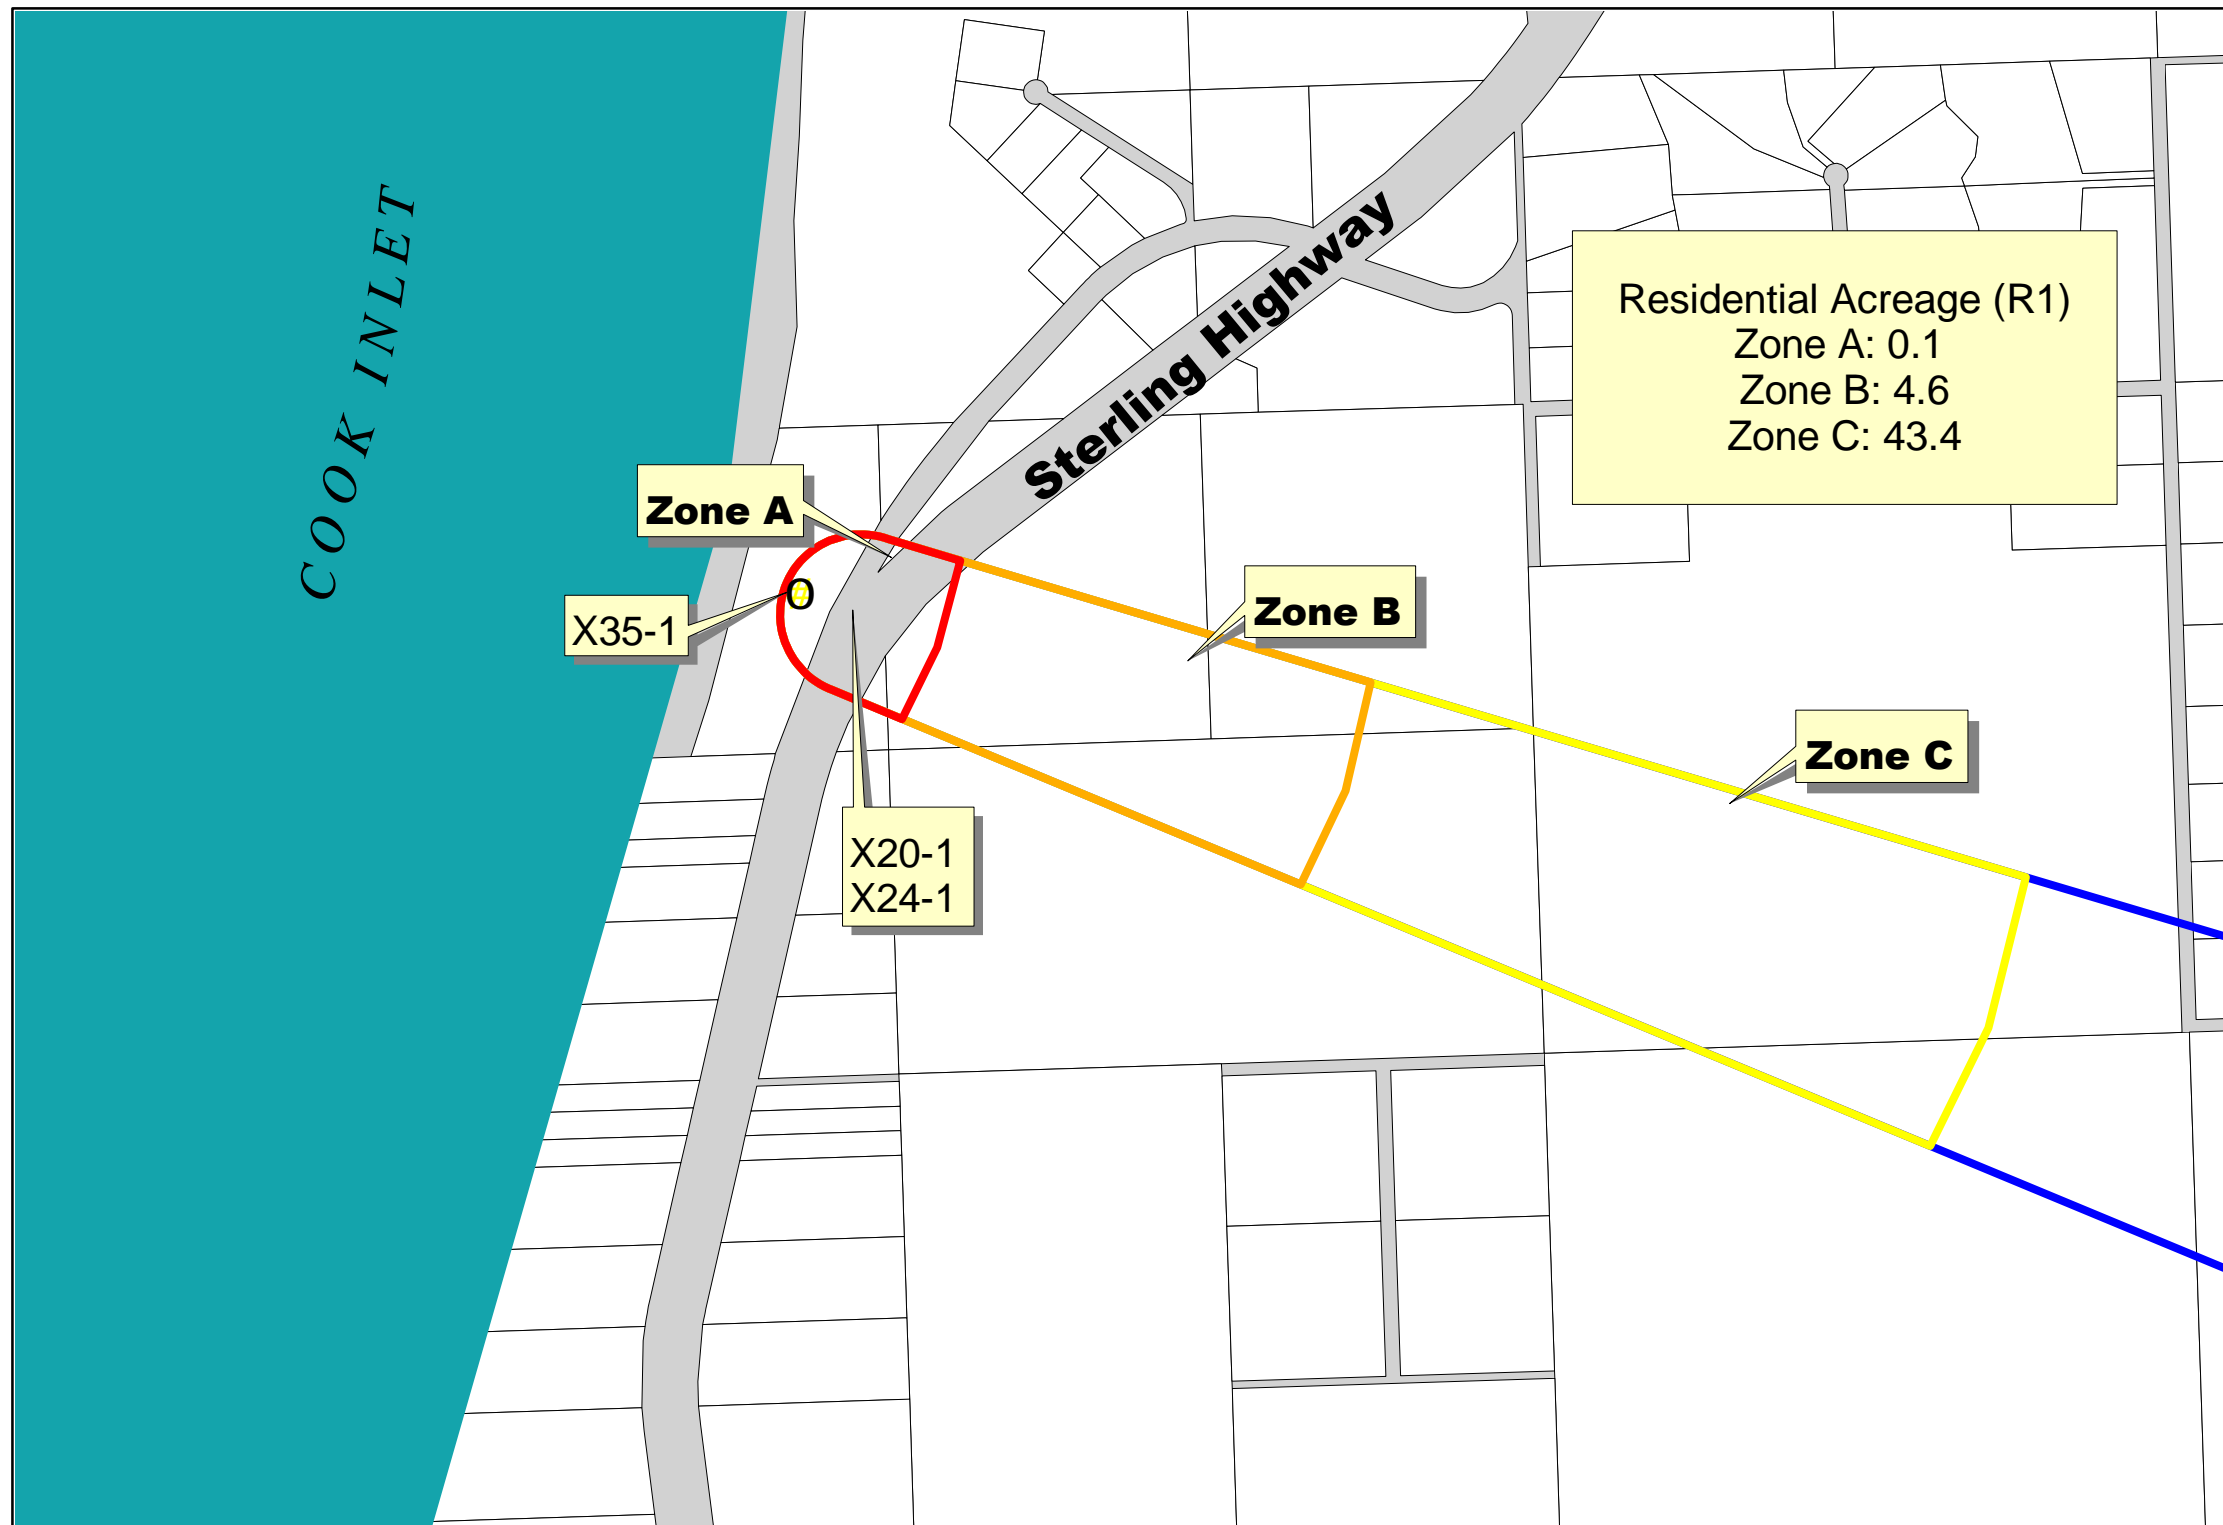 COOK INLET
Sterling Highway
Residential Acreage (R1)
Zone A: 0.1
Zone B: 4.6
Zone C: 43.4
Zone A
X35-1
Zone B
Zone C
X20-1
X24-1